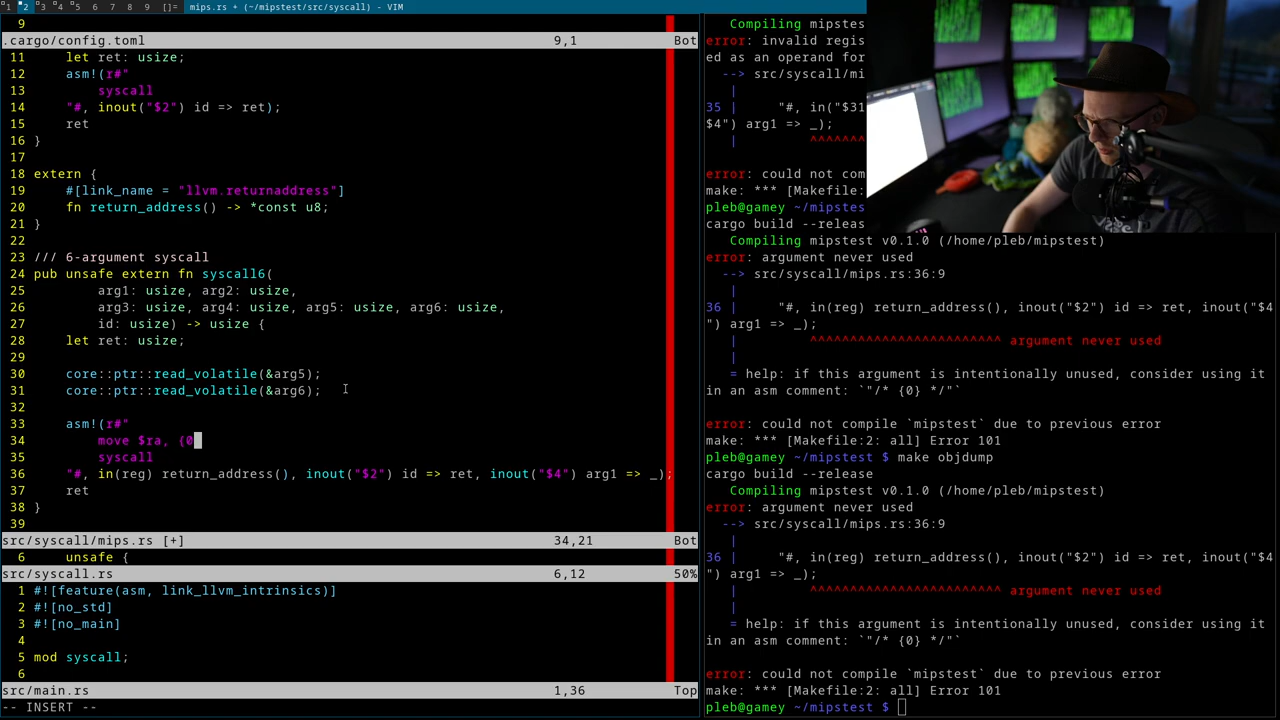 1 2 3 4 5 6 7 8 9 []= mips.rs + (~/mipstest/src/syscall) - VIM
9
.cargo/config.toml 9,1 Bot
11 let ret: usize;
12 asm!(r#"
13 syscall
14 "#, inout("$2") id => ret);
15 ret
16 }
17
18 extern {
19 #[link_name = "llvm.returnaddress"]
20 fn return_address() -> *const u8;
21 }
22
23 /// 6-argument syscall
24 pub unsafe extern fn syscall6(
25 arg1: usize, arg2: usize,
26 arg3: usize, arg4: usize, arg5: usize, arg6: usize,
27 id: usize) -> usize {
28 let ret: usize;
29
30 core::ptr::read_volatile(&arg5);
31 core::ptr::read_volatile(&arg6);
32
33 asm!(r#"
34 move $ra, {0
35 syscall
36 "#, in(reg) return_address(), inout("$2") id => ret, inout("$4") arg1 => _);
37 ret
38 }
39
src/syscall/mips.rs [+] 34,21 Bot
6 unsafe {
src/syscall.rs 6,12 50%
1 #![feature(asm, link_llvm_intrinsics)]
2 #![no_std]
3 #![no_main]
4
5 mod syscall;
6
src/main.rs 1,36 Top
-- INSERT --
Compiling mipstes
error: invalid regis
ed as an operand for
--> src/syscall/mi
|
35 | "#, in("$31
$4") arg1 => _);
| ^^^^^^^
error: could not com
make: *** [Makefile:
pleb@gamey ~/mipstes
cargo build --relea
Compiling mipstest v0.1.0 (/home/pleb/mipstest)
error: argument never used
--> src/syscall/mips.rs:36:9
|
36 | "#, in(reg) return_address(), inout("$2") id => ret, inout("$4
") arg1 => _);
| ^^^^^^^^^^^^^^^^^^^^^^^^ argument never used
|
= help: if this argument is intentionally unused, consider using it
in an asm comment: `"/* {0} */"`
error: could not compile `mipstest` due to previous error
make: *** [Makefile:2: all] Error 101
pleb@gamey ~/mipstest $ make objdump
cargo build --release
Compiling mipstest v0.1.0 (/home/pleb/mipstest)
error: argument never used
--> src/syscall/mips.rs:36:9
|
36 | "#, in(reg) return_address(), inout("$2") id => ret, inout("$4
") arg1 => _);
| ^^^^^^^^^^^^^^^^^^^^^^^^ argument never used
|
= help: if this argument is intentionally unused, consider using it
in an asm comment: `"/* {0} */"`
error: could not compile `mipstest` due to previous error
make: *** [Makefile:2: all] Error 101
pleb@gamey ~/mipstest $